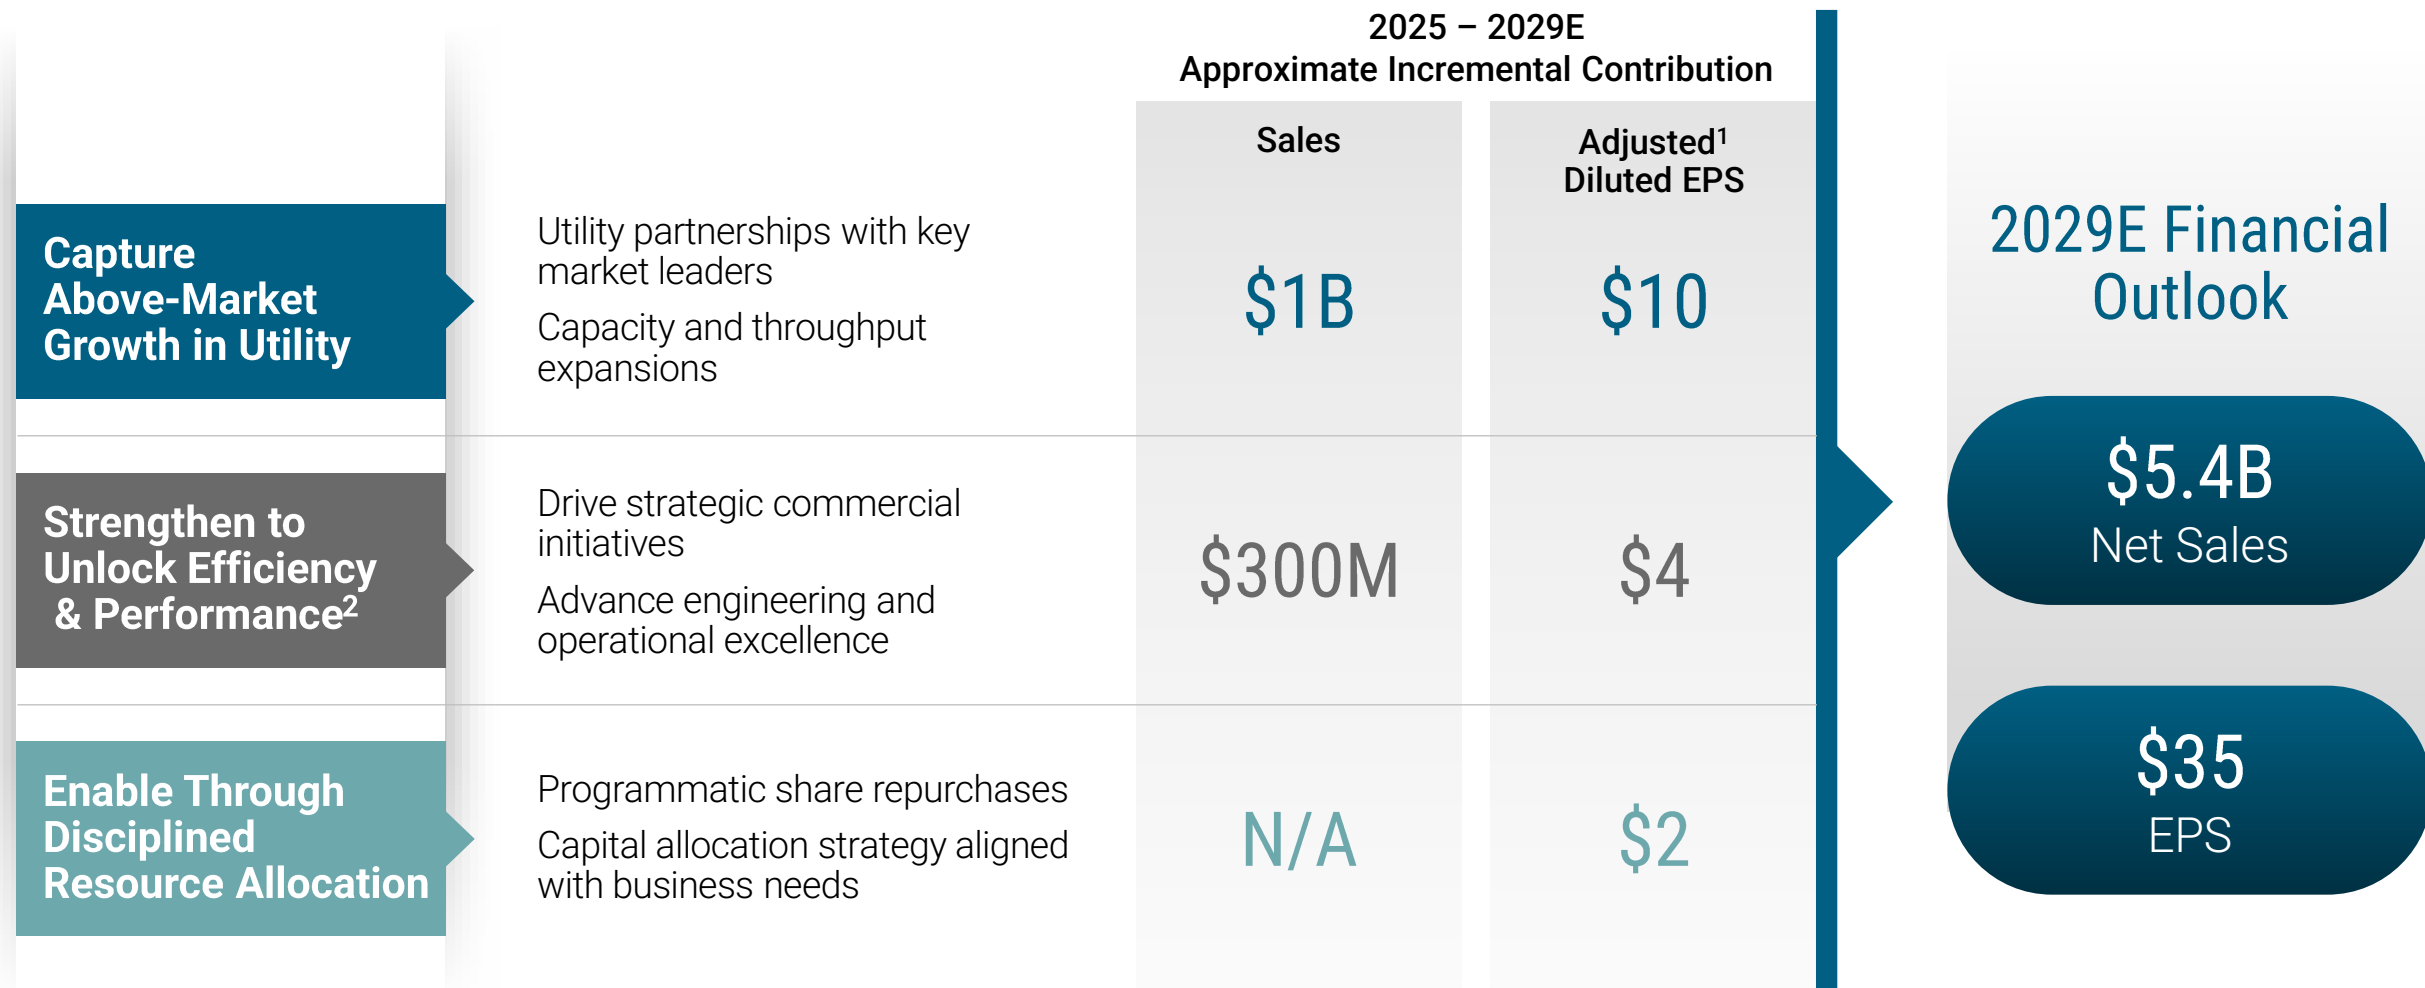 2025 – 2029E
Approximate Incremental Contribution
Sales
Adjusted¹
Diluted EPS
Capture
Above-Market
Growth in Utility
Utility partnerships with key
market leaders
Capacity and throughput
expansions
$1B
$10
Strengthen to
Unlock Efficiency
& Performance²
Drive strategic commercial
initiatives
Advance engineering and
operational excellence
$300M
$4
Enable Through
Disciplined
Resource Allocation
Programmatic share repurchases
Capital allocation strategy aligned
with business needs
N/A
$2
2029E Financial
Outlook
$5.4B
Net Sales
$35
EPS